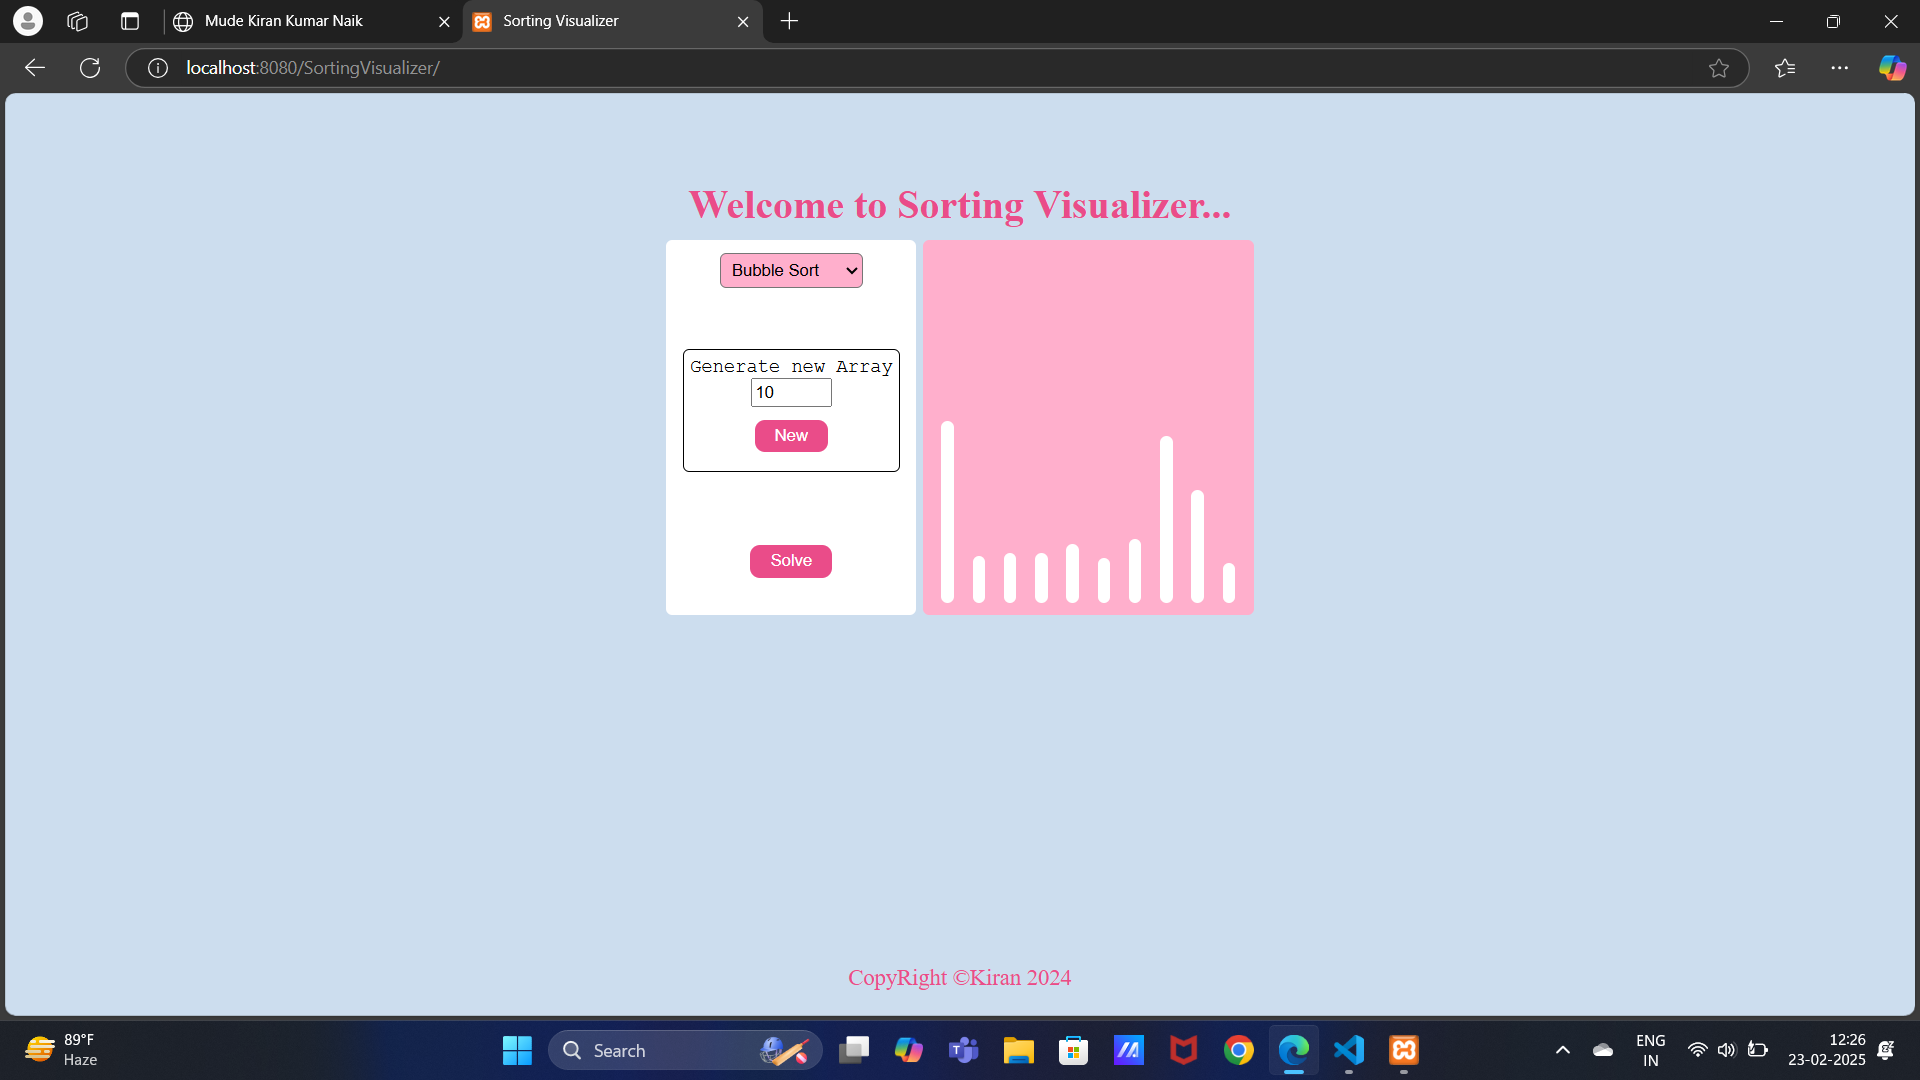 Mude Kiran Kumar Naik
Sorting Visualizer
localhost:8080/SortingVisualizer/
Welcome to Sorting Visualizer...
Bubble Sort
Generate new Array
10
New
Solve
CopyRight ©Kiran 2024
89°F
Haze
Search
ENG
IN
12:26
23-02-2025